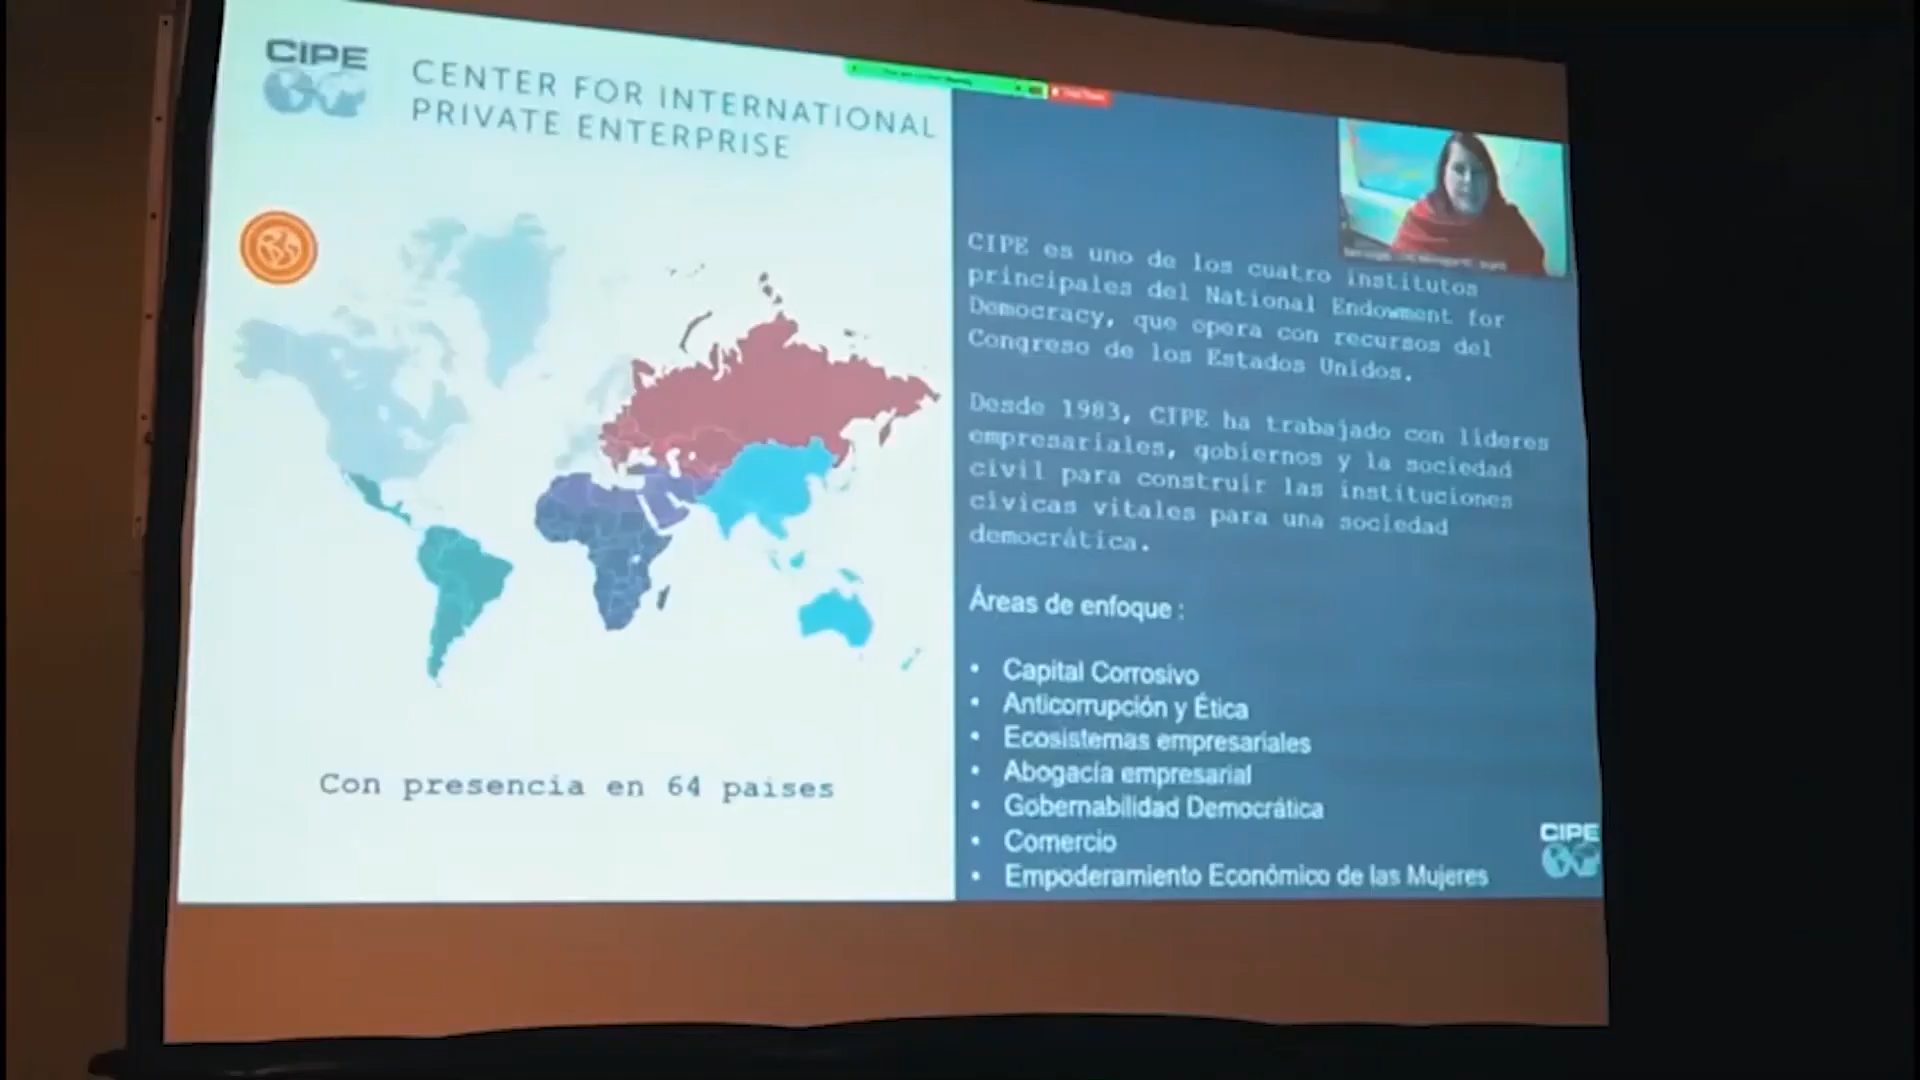 CIPE
CENTER FOR INTERNATIONAL
PRIVATE ENTERPRISE
Con presencia en 64 paises
CIPE es uno de los cuatro institutos
principales del National Endowment for
Democracy, que opera con recursos del
Congreso de los Estados Unidos.
Desde 1983, CIPE ha trabajado con lideres
empresariales, gobiernos y la sociedad
civil para construir las instituciones
cívicas vitales para una sociedad
democrática.
Áreas de enfoque :
• Capital Corrosivo
• Anticorrupción y Ética
• Ecosistemas empresariales
• Abogacía empresarial
• Gobernabilidad Democrática
• Comercio
• Empoderamiento Económico de las Mujeres
CIPE